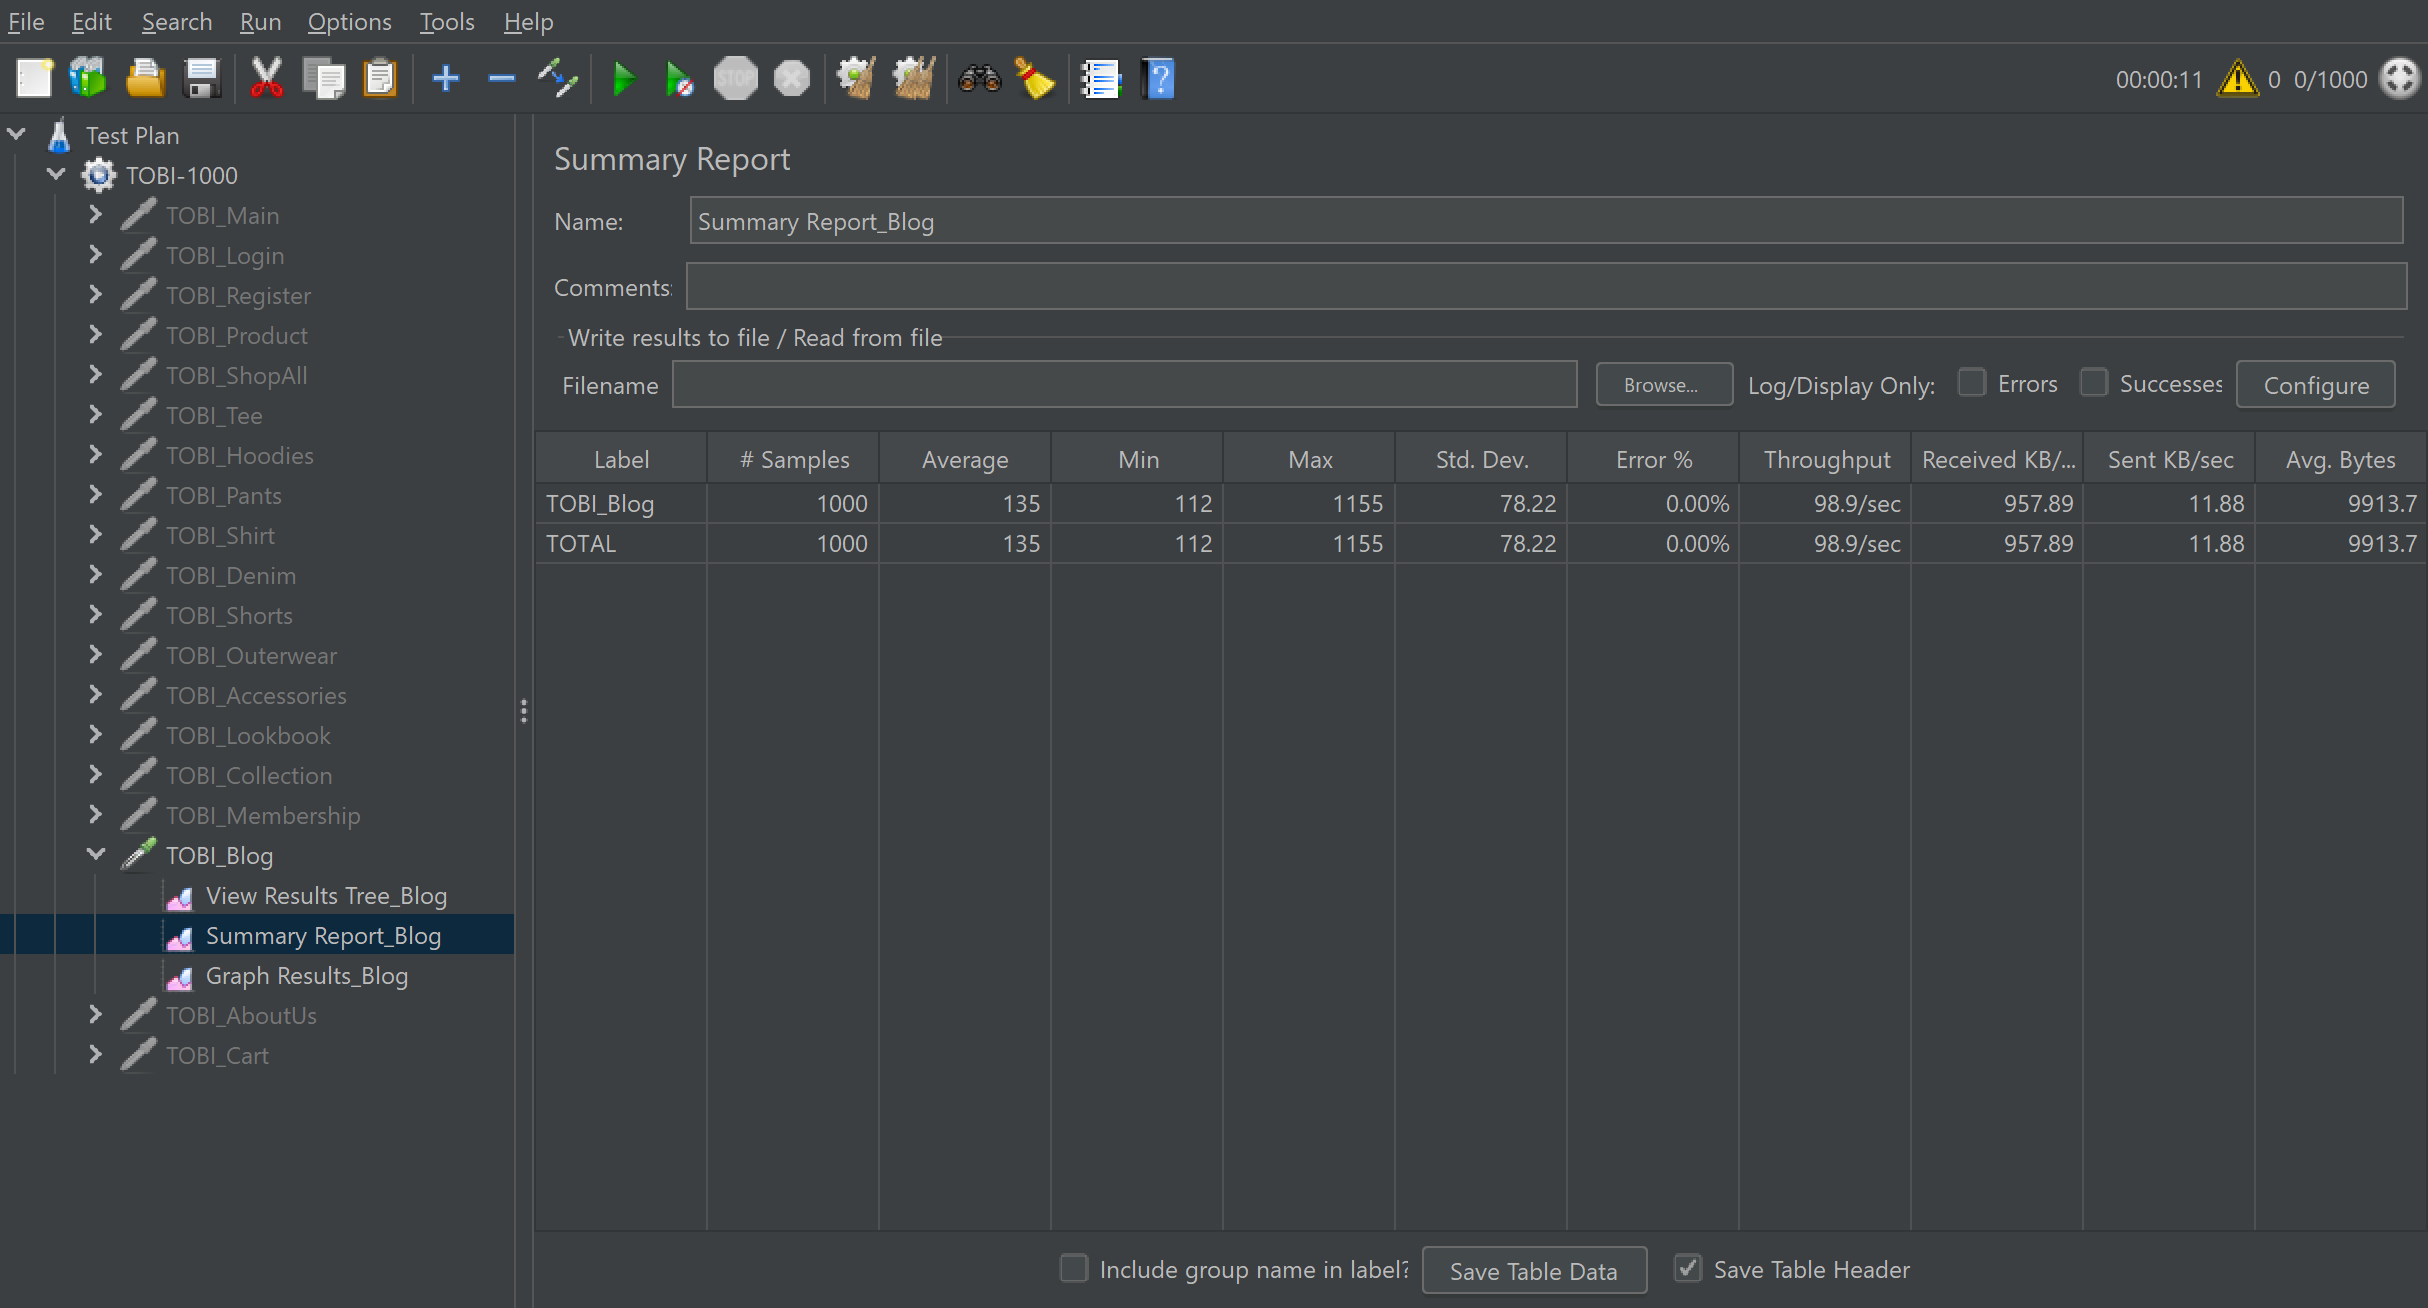 File Edit Search Run Options Tools Help
STOP
00:00:11 0 0/1000
Test Plan
TOBI-1000
TOBI_Main
TOBI_Login
TOBI_Register
TOBI_Product
TOBI_ShopAll
TOBI_Tee
TOBI_Hoodies
TOBI_Pants
TOBI_Shirt
TOBI_Denim
TOBI_Shorts
TOBI_Outerwear
TOBI_Accessories
TOBI_Lookbook
TOBI_Collection
TOBI_Membership
TOBI_Blog
View Results Tree_Blog
Summary Report_Blog
Graph Results_Blog
TOBI_AboutUs
TOBI_Cart
Summary Report
Name: Summary Report_Blog
Comments:
Write results to file / Read from file
Filename Browse... Log/Display Only: Errors Successes Configure
Label # Samples Average Min Max Std. Dev. Error % Throughput Received KB/... Sent KB/sec Avg. Bytes
TOBI_Blog 1000 135 112 1155 78.22 0.00% 98.9/sec 957.89 11.88 9913.7
TOTAL 1000 135 112 1155 78.22 0.00% 98.9/sec 957.89 11.88 9913.7
Include group name in label? Save Table Data Save Table Header